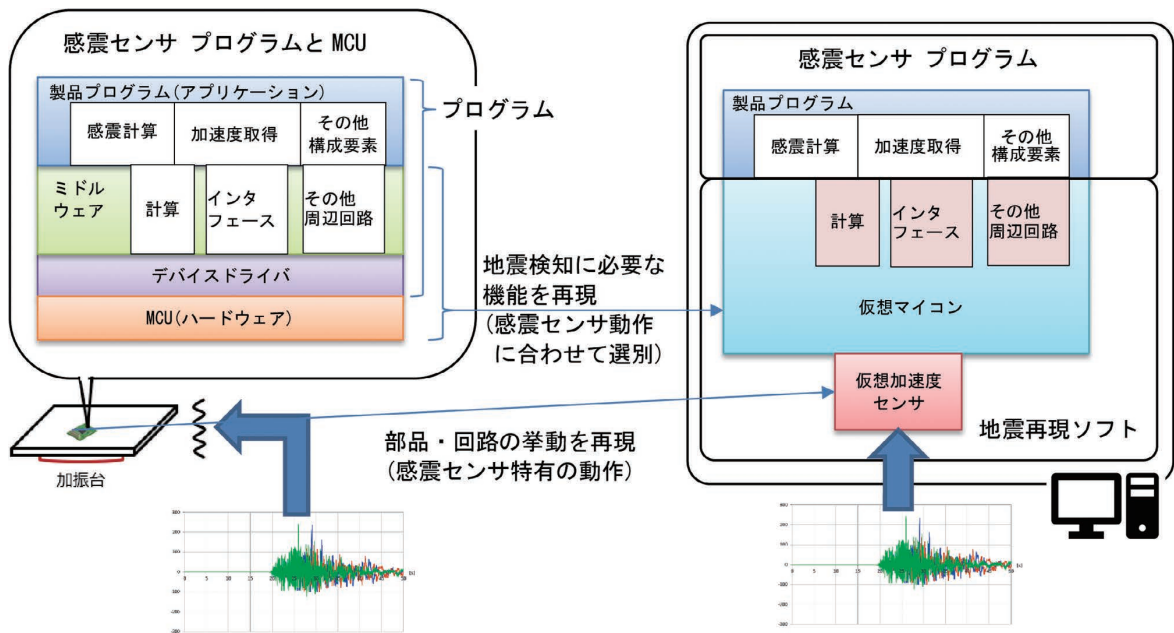 感震センサ プログラムと MCU
製品プログラム(アプリケーション)
感震計算
加速度取得
その他
構成要素
プログラム
ミドル
ウェア
計算
インタ
フェース
その他
周辺回路
デバイスドライバ
MCU(ハードウェア)
地震検知に必要な
機能を再現
(感震センサ動作
に合わせて選別)
加振台
部品・回路の挙動を再現
(感震センサ特有の動作)
感震センサ プログラム
製品プログラム
感震計算
加速度取得
その他
構成要素
計算
インタ
フェース
その他
周辺回路
仮想マイコン
仮想加速度
センサ
地震再現ソフト